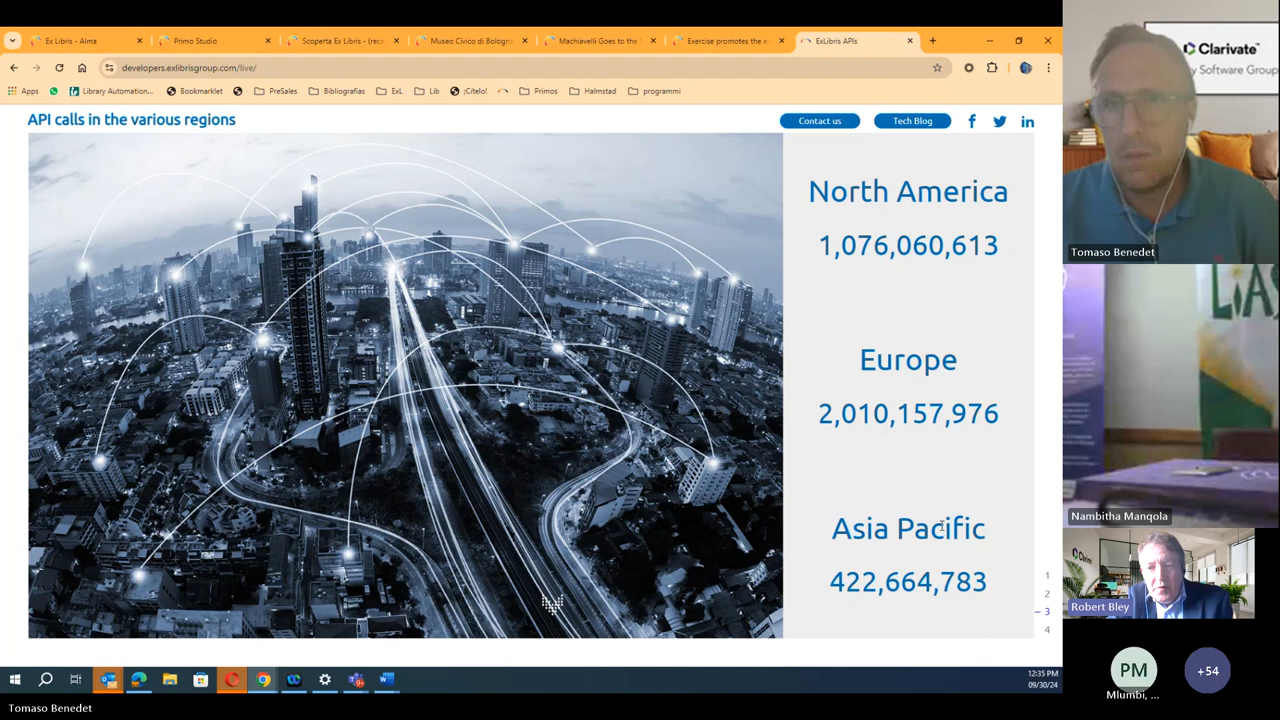 Ex Libris - Alma
Primo Studio
Scoperta Ex Libris - (rece
Museo Civico di Bologn
Machiavelli Goes to the
Exercise promotes the e
ExLibris APIs
developers.exlibrisgroup.com/live/
Apps
Library Automation...
Bookmarklet
PreSales
Bibliografias
ExL
Lib
¡Cítelo!
Primos
Halmstad
programmi
API calls in the various regions
Contact us
Tech Blog
North America
1,076,060,613
Europe
2,010,157,976
Asia Pacific
422,664,783
1
2
3
4
12:35 PM
09/30/24
Tomaso Benedet
Clarivate™
y Software Group
Tomaso Benedet
LIAS
Nambitha Manqola
Robert Bley
PM
Mlumbi, ...
+54